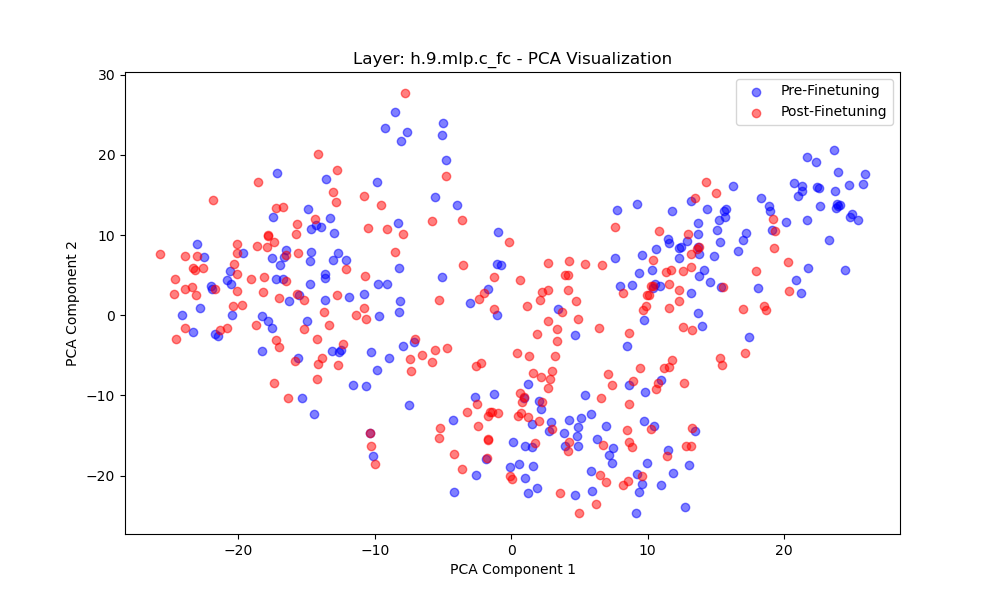 Layer: h.9.mlp.c_fc - PCA Visualization
Pre-Finetuning
Post-Finetuning
PCA Component 2
30
20
10
0
−10
−20
−20
−10
0
10
20
PCA Component 1